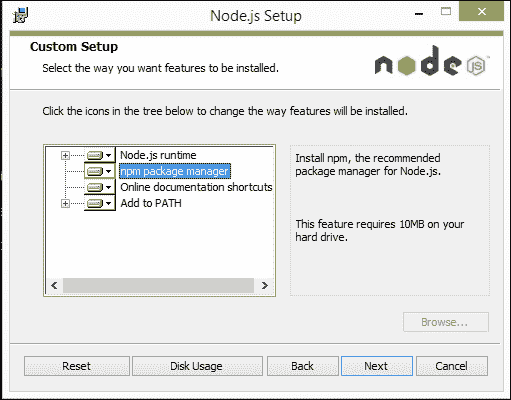 Node.js Setup
Custom Setup
Select the way you want features to be installed.
node JS
Click the icons in the tree below to change the way features will be installed.
Node.js runtime
npm package manager
Online documentation shortcuts
Add to PATH
Install npm, the recommended
package manager for Node.js.
This feature requires 10MB on your
hard drive.
Browse...
Reset
Disk Usage
Back
Next
Cancel